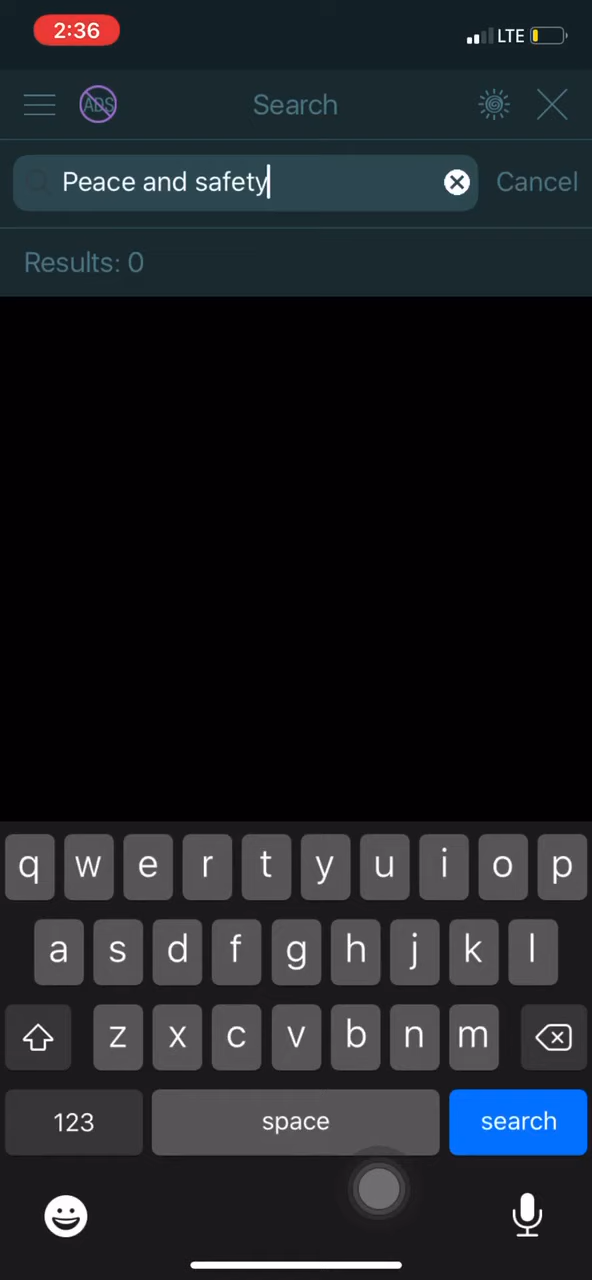 2:36
LTE
ADS
Search
Peace and safety
Cancel
Results: 0
q w e r t y u i o p
a s d f g h j k l
z x c v b n m
123
space
search